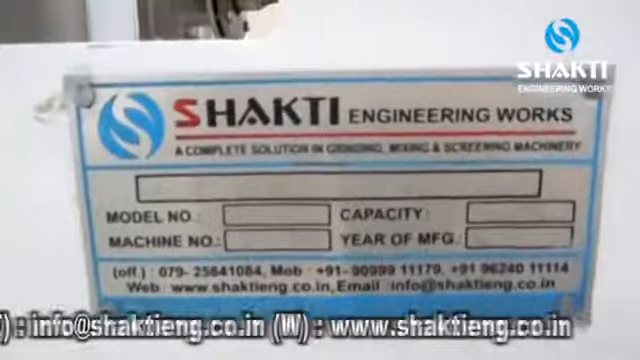 SHAKTI
ENGINEERING WORKS
SHAKTI ENGINEERING WORKS
A COMPLETE SOLUTION IN GRINDING, MIXING & SCREENING MACHINERY
MODEL NO.:
CAPACITY:
MACHINE NO.:
YEAR OF MFG.:
(off.) : 079- 25841084, Mob : +91- 90999 11179, +91 96240 11114
Web : www.shaktieng.co.in, Email : info@shaktieng.co.in
) : info@shaktieng.co.in (W) : www.shaktieng.co.in